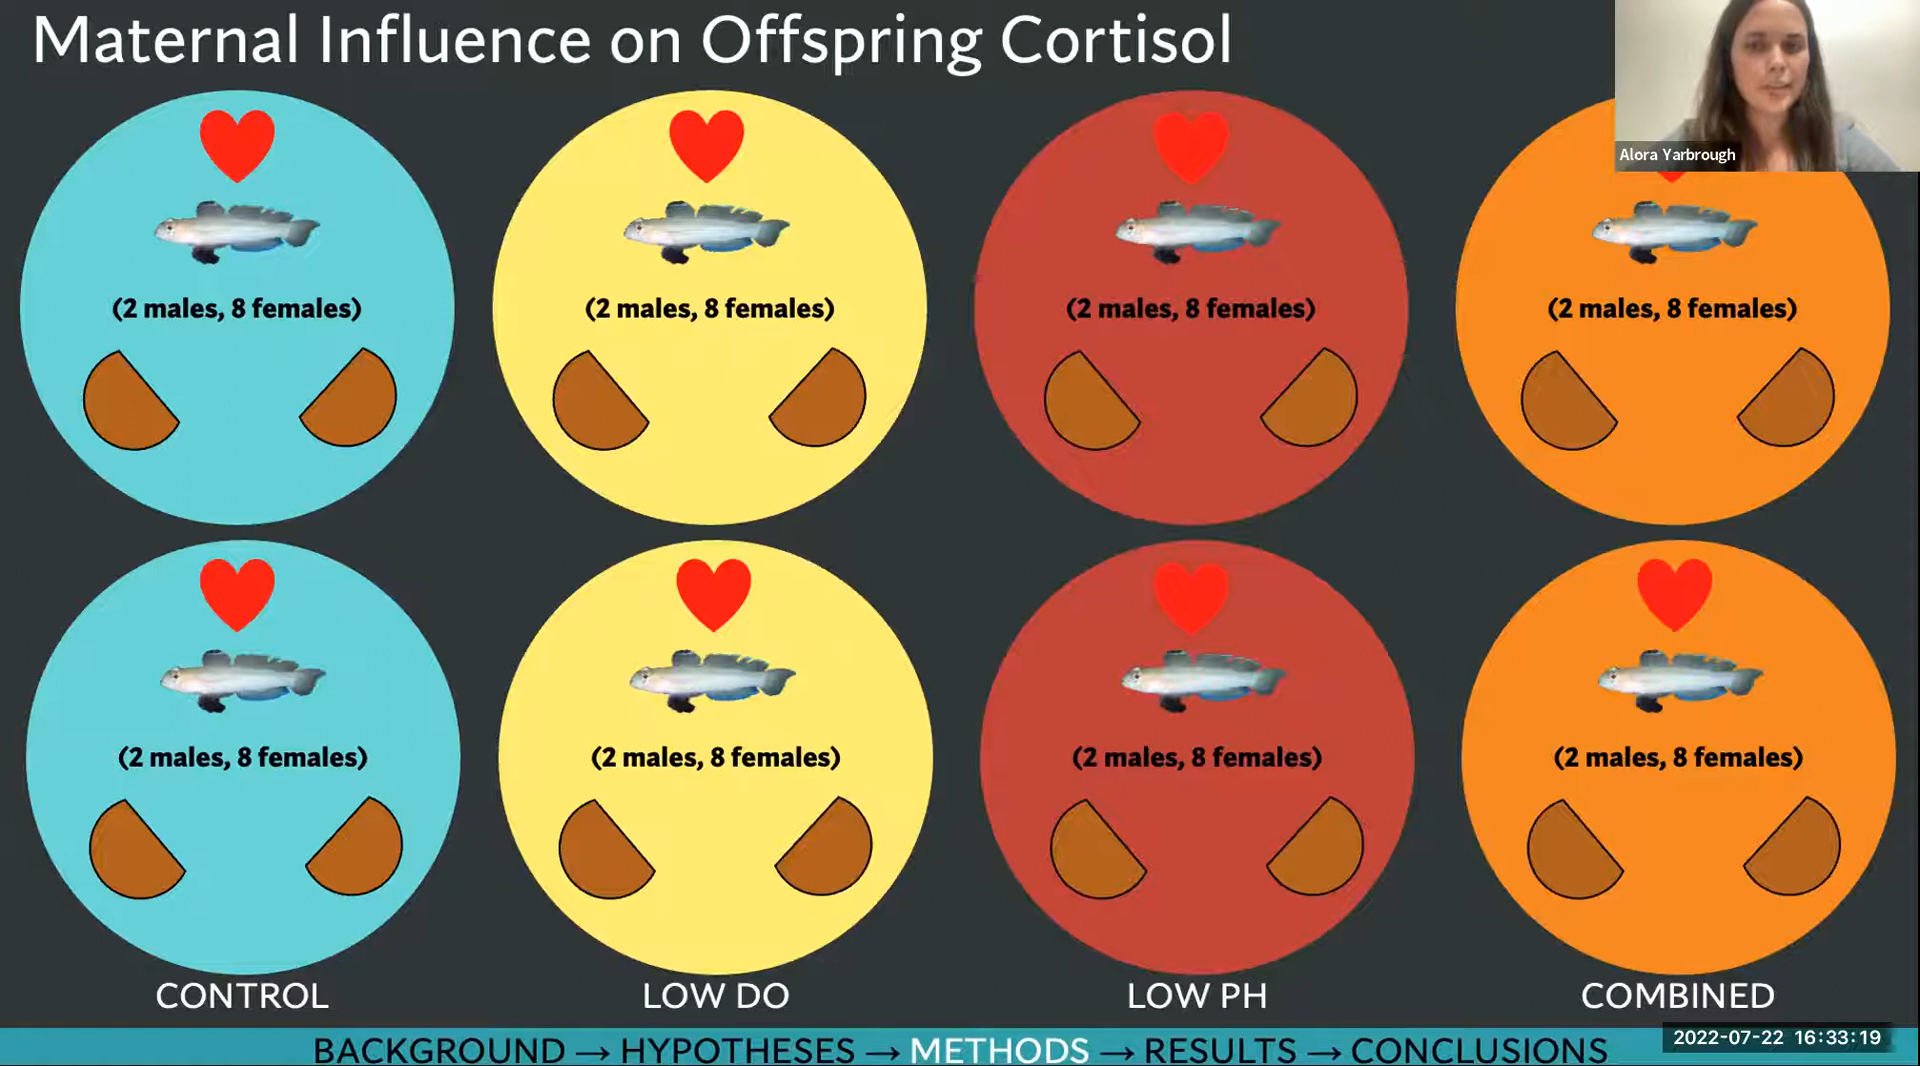 Maternal Influence on Offspring Cortisol
Alora Yarbrough
(2 males, 8 females)
(2 males, 8 females)
(2 males, 8 females)
(2 males, 8 females)
(2 males, 8 females)
(2 males, 8 females)
(2 males, 8 females)
(2 males, 8 females)
CONTROL
LOW DO
LOW PH
COMBINED
BACKGROUND → HYPOTHESES → METHODS → RESULTS → CONCLUSIONS
2022-07-22 16:33:19